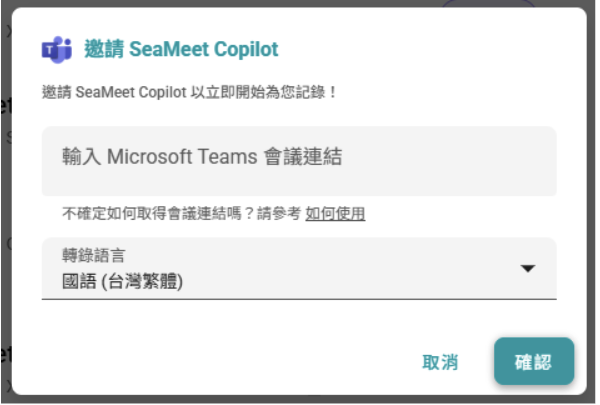 邀請 SeaMeet Copilot
邀請 SeaMeet Copilot 以立即開始為您記錄！
輸入 Microsoft Teams 會議連結
不確定如何取得會議連結嗎？請參考 如何使用
轉錄語言
國語 (台灣繁體)
取消
確認